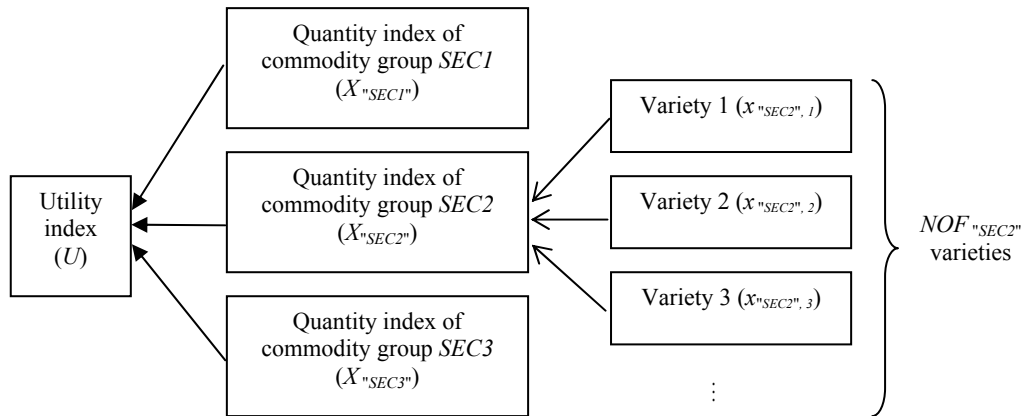 Utility
index
(U)
Quantity index of
commodity group SEC1
(X "SEC1")
Quantity index of
commodity group SEC2
(X"SEC2")
Quantity index of
commodity group SEC3
(X "SEC3")
Variety 1 (x "SEC2", 1)
Variety 2 (x "SEC2", 2)
Variety 3 (x"SEC2", 3)
⋮
NOF "SEC2"
varieties